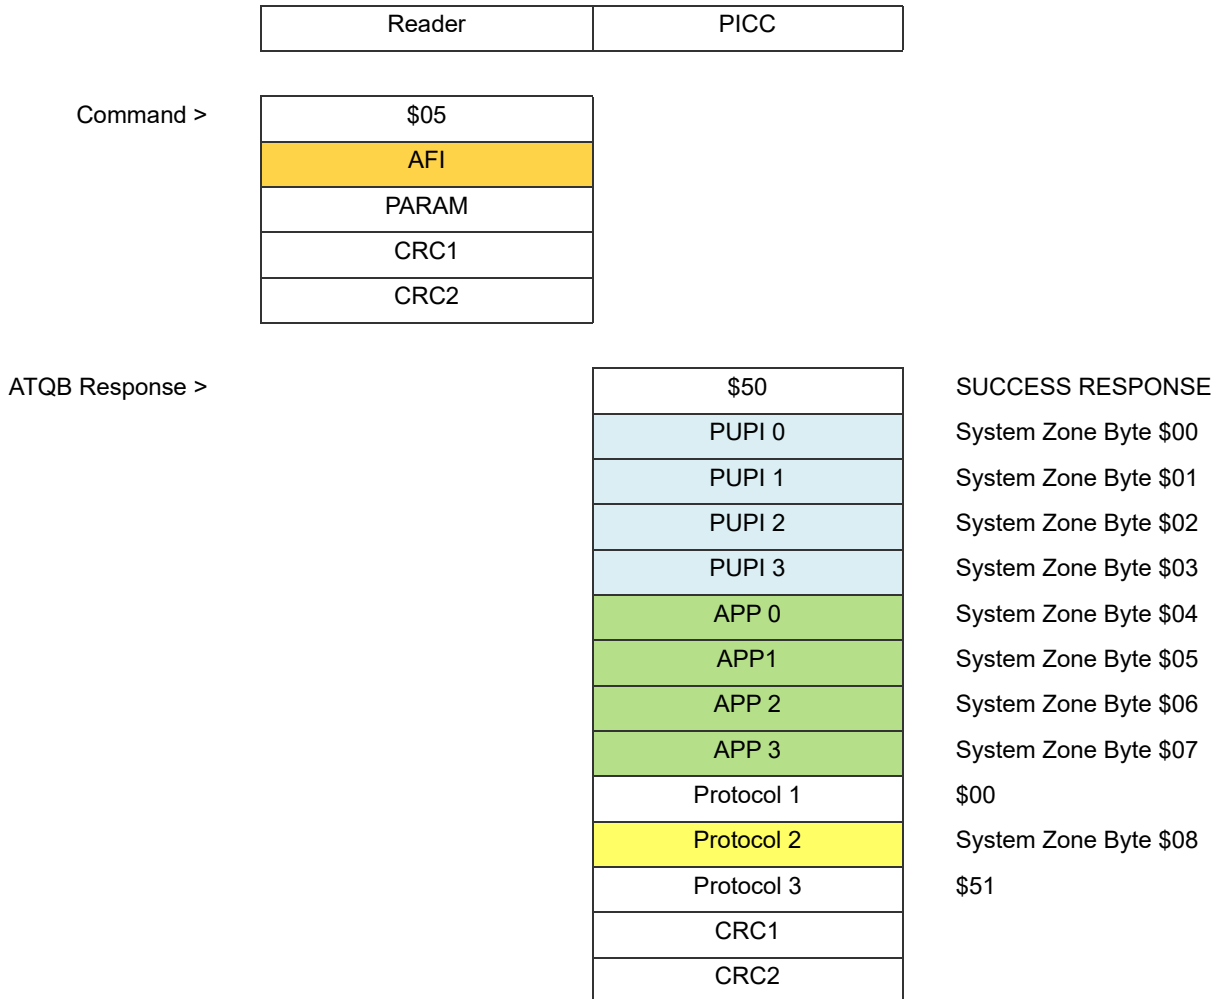 Reader PICC
Command > $05
AFI
PARAM
CRC1
CRC2
ATQB Response > $50 SUCCESS RESPONSE
PUPI 0 System Zone Byte $00
PUPI 1 System Zone Byte $01
PUPI 2 System Zone Byte $02
PUPI 3 System Zone Byte $03
APP 0 System Zone Byte $04
APP1 System Zone Byte $05
APP 2 System Zone Byte $06
APP 3 System Zone Byte $07
Protocol 1 $00
Protocol 2 System Zone Byte $08
Protocol 3 $51
CRC1
CRC2